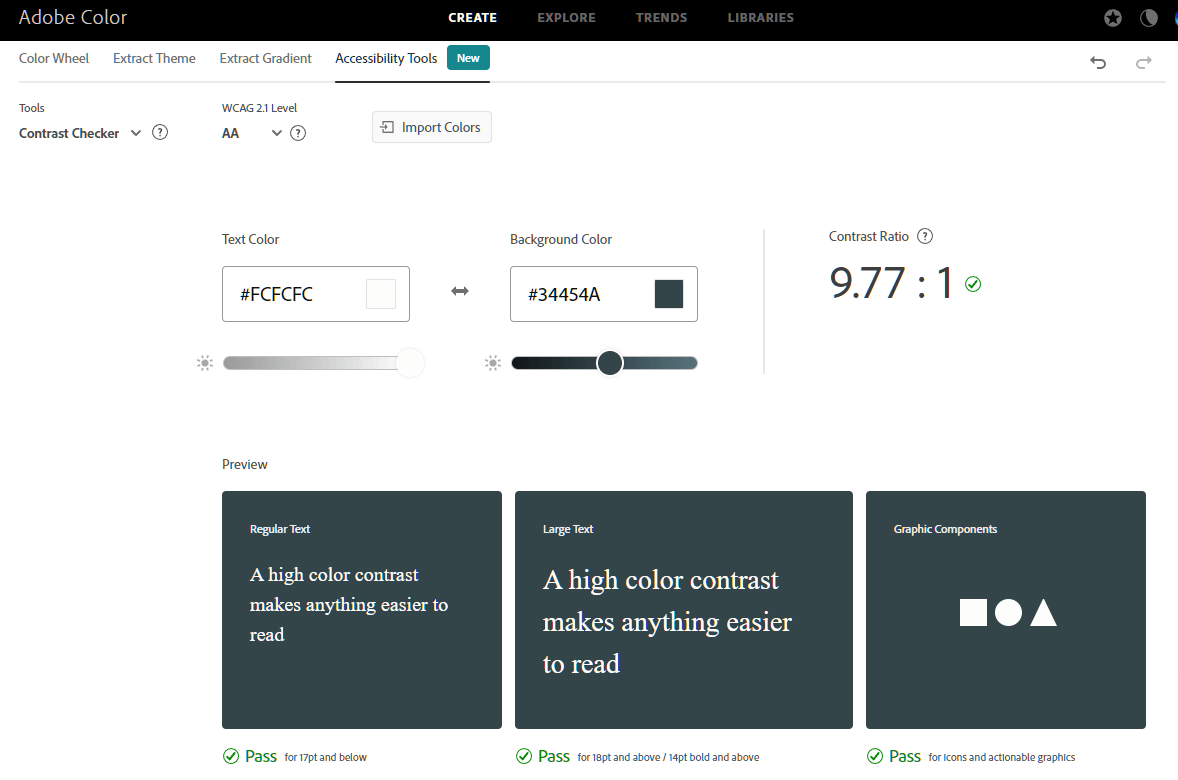 Adobe Color
CREATE EXPLORE TRENDS LIBRARIES
Color Wheel Extract Theme Extract Gradient Accessibility Tools New
Tools
Contrast Checker ?
WCAG 2.1 Level
AA ?
Import Colors
Text Color
#FCFCFC
Background Color
#34454A
Contrast Ratio ?
9.77 : 1
Preview
Regular Text
A high color contrast
makes anything easier to
read
Large Text
A high color contrast
makes anything easier
to read
Graphic Components
Pass for 17pt and below
Pass for 18pt and above / 14pt bold and above
Pass for icons and actionable graphics